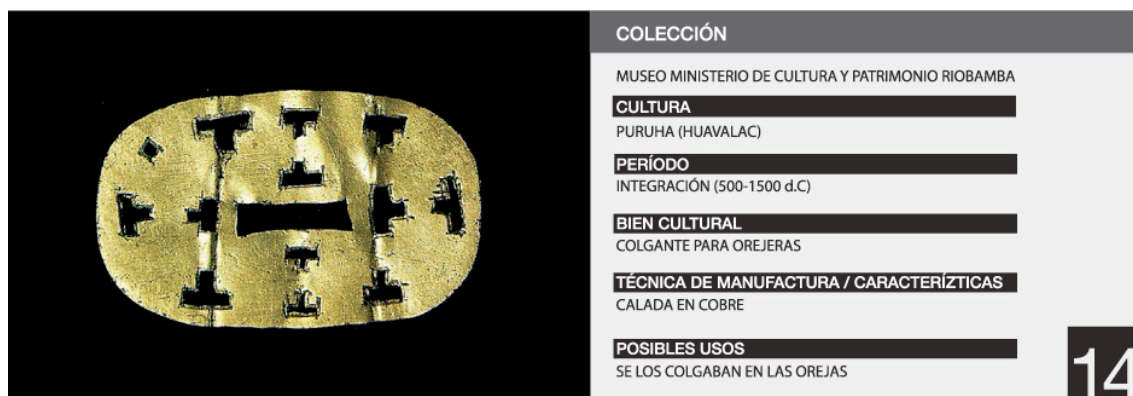 COLECCIÓN
MUSEO MINISTERIO DE CULTURA Y PATRIMONIO RIOBAMBA
CULTURA
PURUHA (HUAVALAC)
PERÍODO
INTEGRACIÓN (500-1500 d.C)
BIEN CULTURAL
COLGANTE PARA OREJERAS
TÉCNICA DE MANUFACTURA / CARACTERÍZTICAS
CALADA EN COBRE
POSIBLES USOS
SE LOS COLGABAN EN LAS OREJAS
14